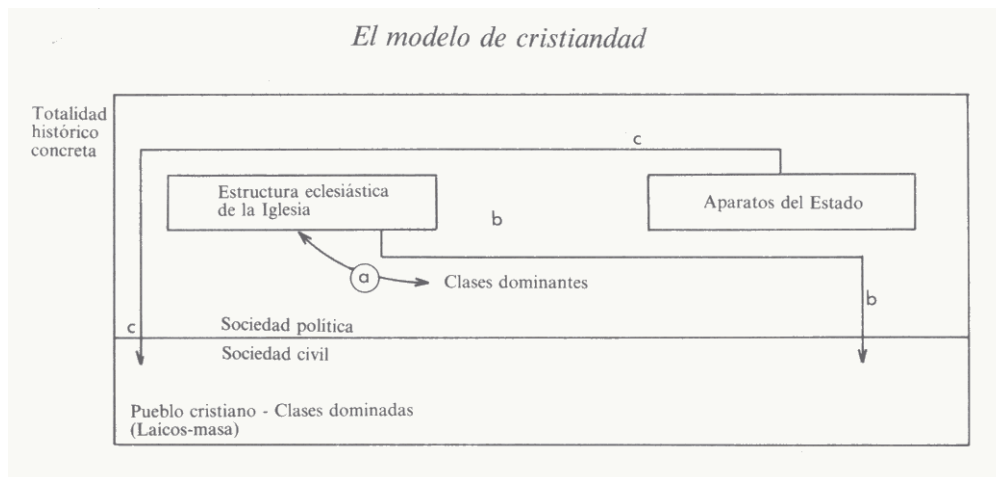 El modelo de cristiandad
Totalidad
histórico
concreta
c
Estructura eclesiástica
de la Iglesia
b
Aparatos del Estado
a
Clases dominantes
b
c
Sociedad política
Sociedad civil
Pueblo cristiano - Clases dominadas
(Laicos-masa)